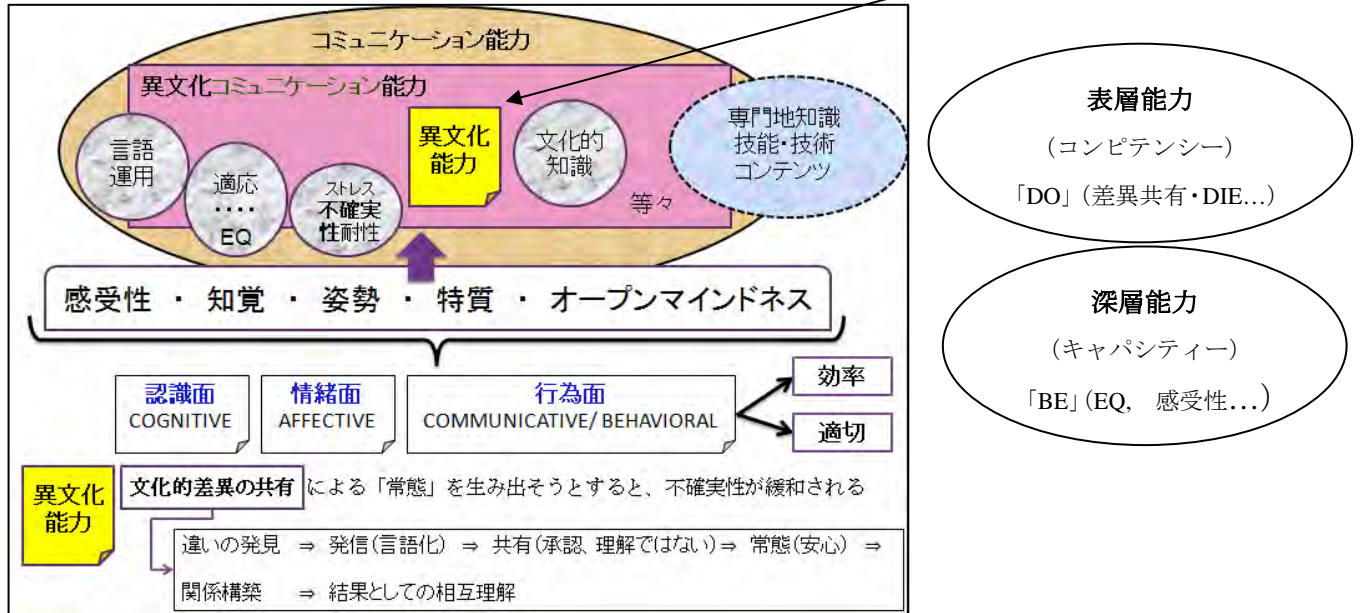 コミュニケーション能力
異文化コミュニケーション能力
言語
運用
適応
‥‥
EQ
ストレス
不確実
性耐性
異文化
能力
文化的
知識
等々
専門地知識
技能・技術
コンテンツ
感受性 ・ 知覚 ・ 姿勢 ・ 特質 ・ オープンマインドネス
認識面
COGNITIVE
情緒面
AFFECTIVE
行為面
COMMUNICATIVE/ BEHAVIORAL
効率
適切
異文化
能力
文化的差異の共有 による「常態」を生み出そうとすると、不確実性が緩和される
違いの発見 ⇒ 発信(言語化) ⇒ 共有(承認、理解ではない)⇒ 常態(安心) ⇒
関係構築 ⇒ 結果としての相互理解
表層能力
(コンピテンシー)
「DO」(差異共有・DIE…)
深層能力
(キャパシティー)
「BE」(EQ, 感受性...)